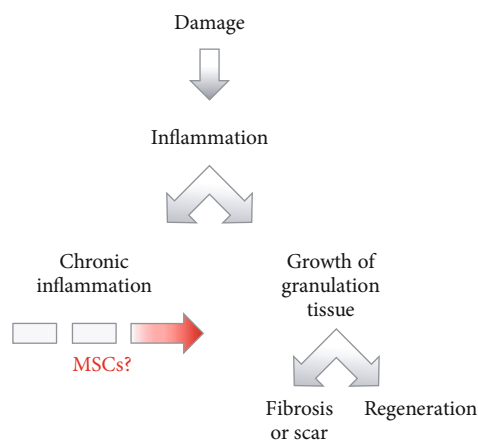 Damage
Inflammation
Chronic
inflammation
Growth of
granulation
tissue
MSCs?
Fibrosis
or scar
Regeneration